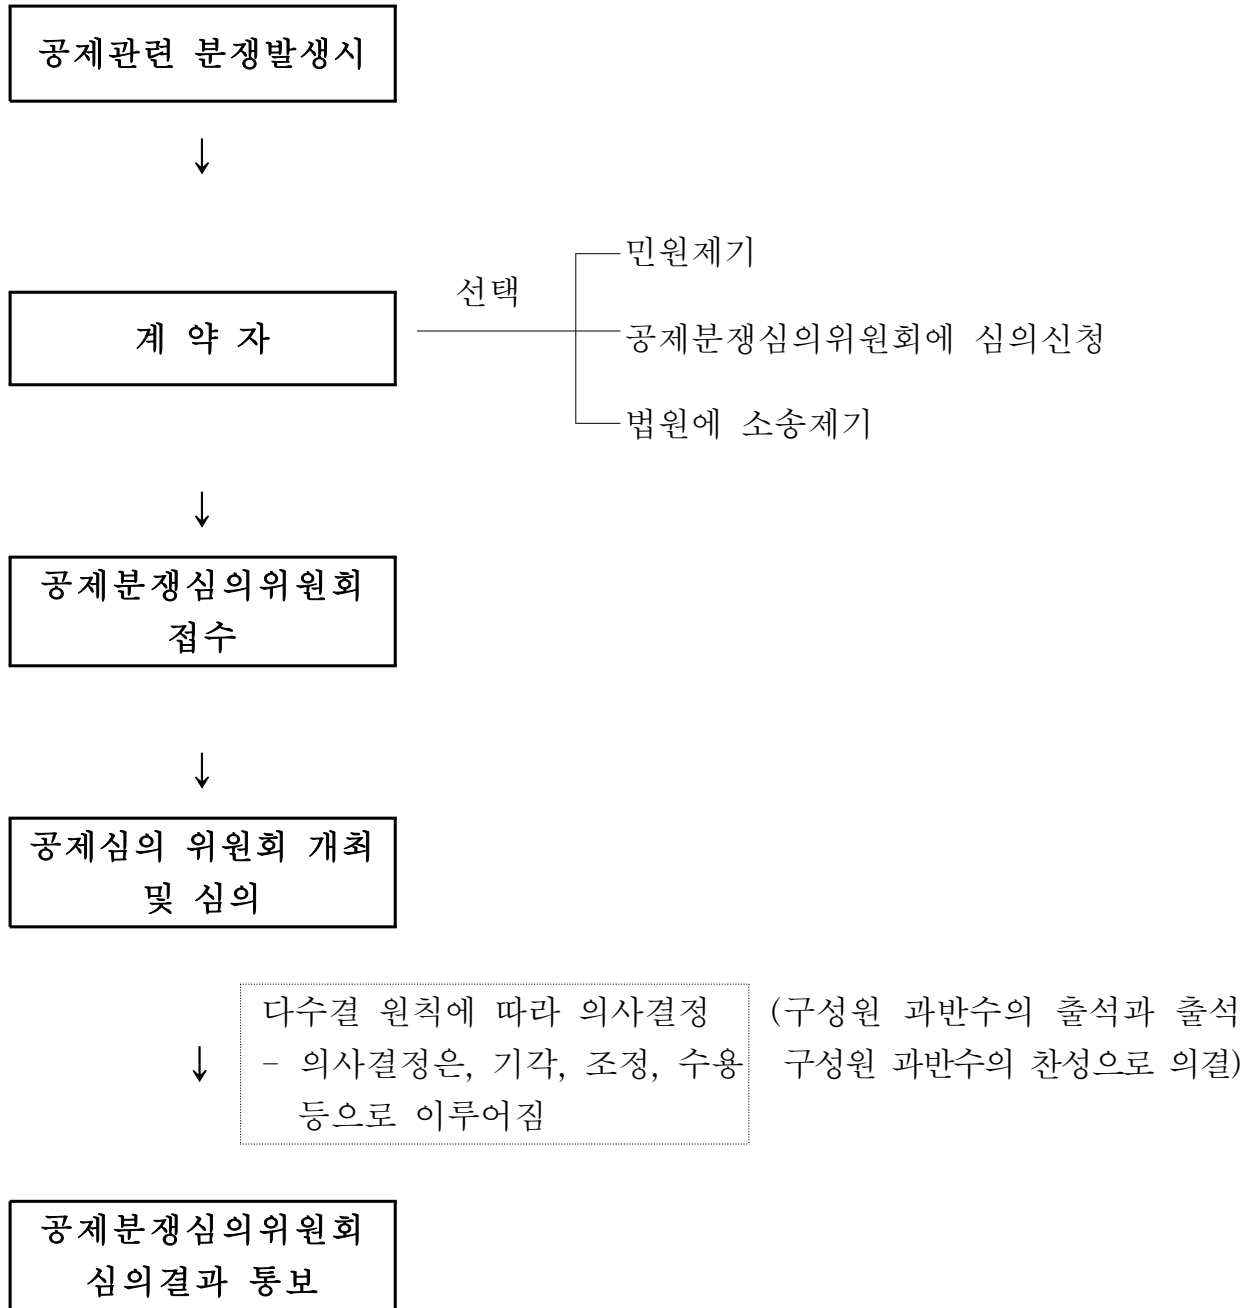 공제관련 분쟁발생시
↓
민원제기
선택
계 약 자
공제분쟁심의위원회에 심의신청
법원에 소송제기
↓
공제분쟁심의위원회
접수
↓
공제심의 위원회 개최
및 심의
다수결 원칙에 따라 의사결정 (구성원 과반수의 출석과 출석
↓ - 의사결정은, 기각, 조정, 수용 구성원 과반수의 찬성으로 의결)
등으로 이루어짐
공제분쟁심의위원회
심의결과 통보